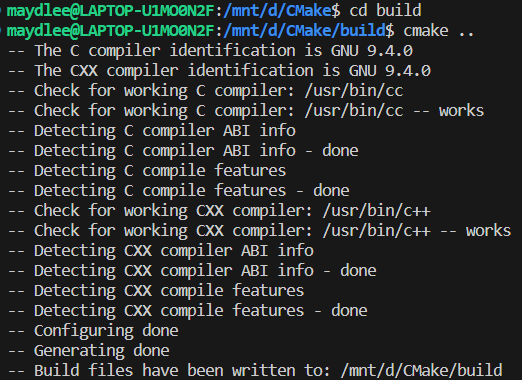 maydlee@LAPTOP-U1MO0N2F:/mnt/d/CMake$ cd build
maydlee@LAPTOP-U1MO0N2F:/mnt/d/CMake/build$ cmake ..
-- The C compiler identification is GNU 9.4.0
-- The CXX compiler identification is GNU 9.4.0
-- Check for working C compiler: /usr/bin/cc
-- Check for working C compiler: /usr/bin/cc -- works
-- Detecting C compiler ABI info
-- Detecting C compiler ABI info - done
-- Detecting C compile features
-- Detecting C compile features - done
-- Check for working CXX compiler: /usr/bin/c++
-- Check for working CXX compiler: /usr/bin/c++ -- works
-- Detecting CXX compiler ABI info
-- Detecting CXX compiler ABI info - done
-- Detecting CXX compile features
-- Detecting CXX compile features - done
-- Configuring done
-- Generating done
-- Build files have been written to: /mnt/d/CMake/build